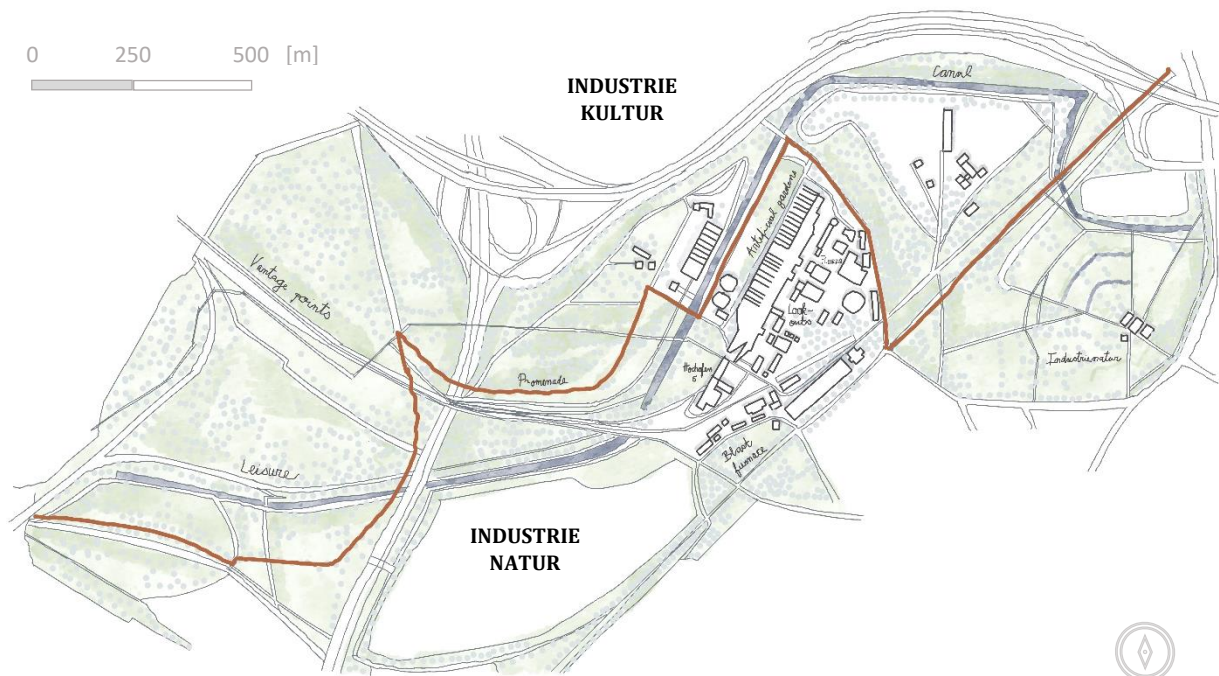 0 250 500 [m]
INDUSTRIE
KULTUR
Canal
Artificial gardens
Vantage points
Piazza
Look-
outs
Promenade
Hochofen
5
Industrienatur
Blast
furnace
Leisure
INDUSTRIE
NATUR